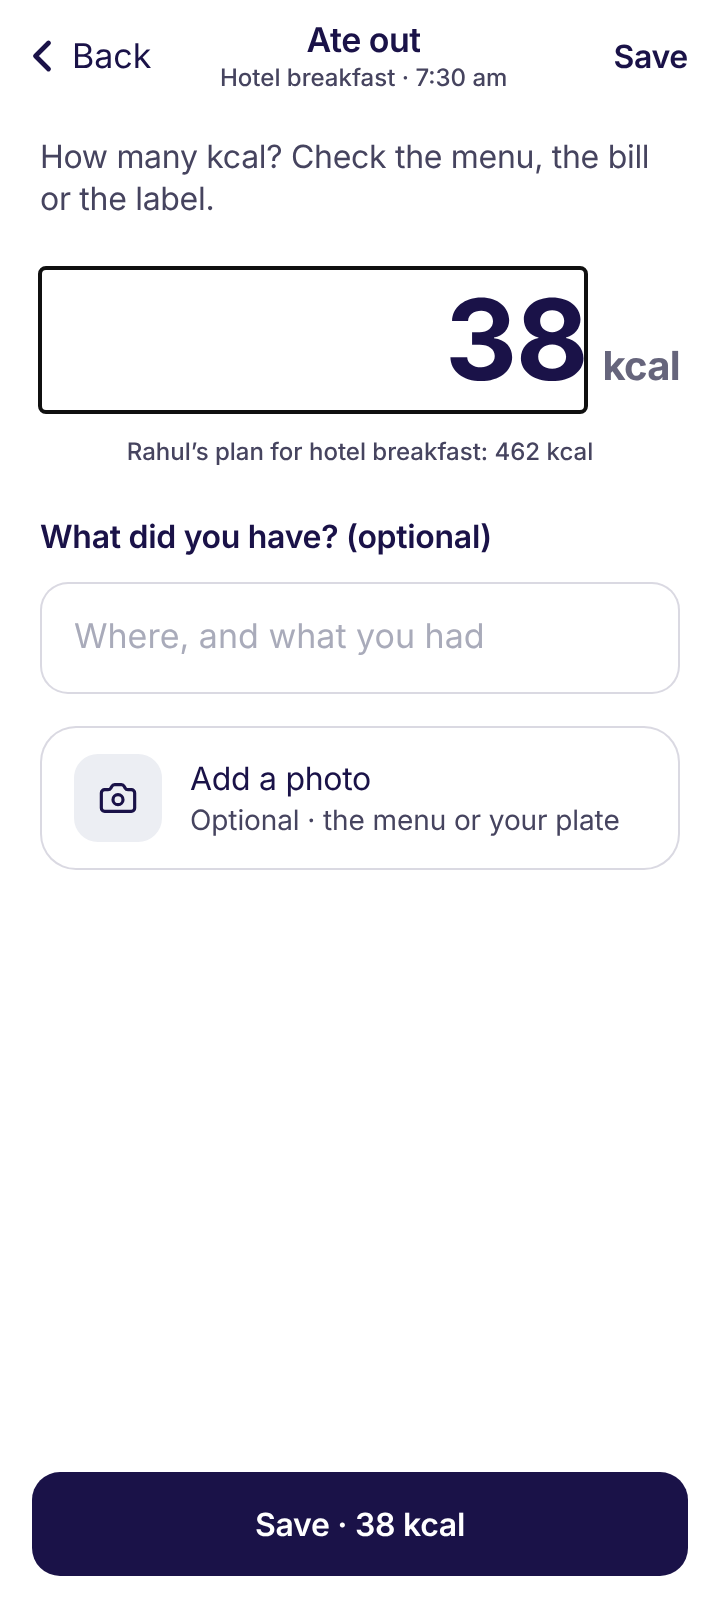 Back
Ate out
Save
Hotel breakfast · 7:30 am
How many kcal? Check the menu, the bill
or the label.
38 kcal
Rahul’s plan for hotel breakfast: 462 kcal
What did you have? (optional)
Where, and what you had
Add a photo
Optional · the menu or your plate
Save · 38 kcal